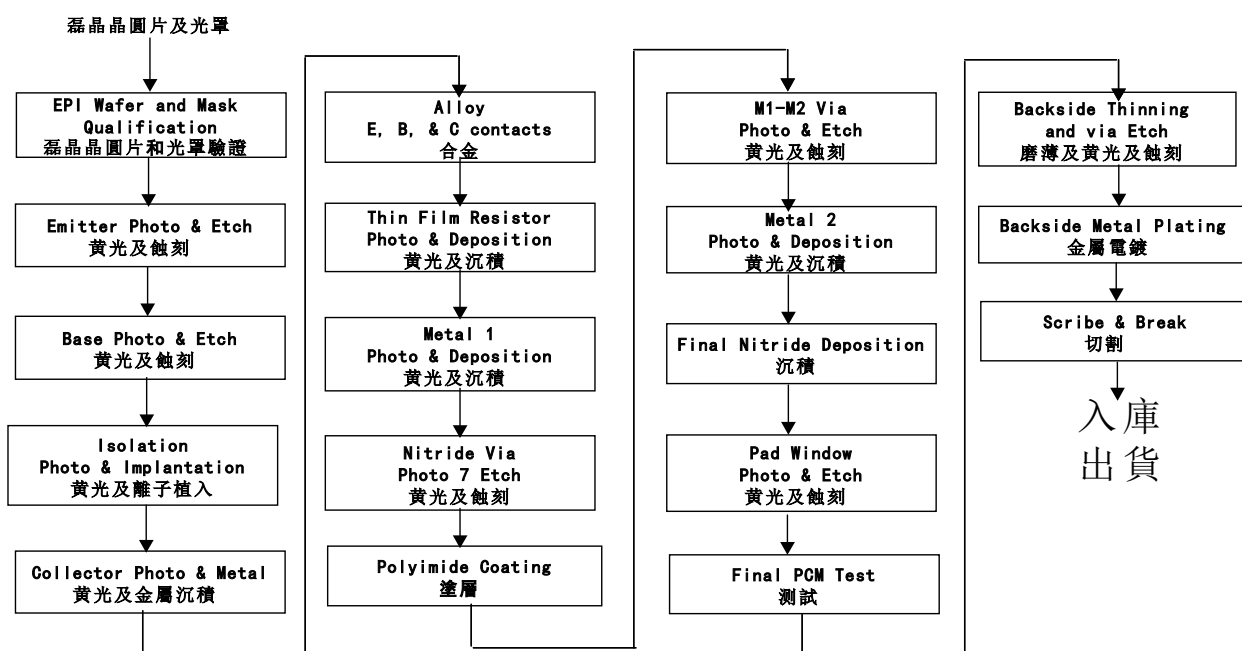 磊晶晶圓片及光罩
EPI Wafer and Mask
Qualification
磊晶晶圓片和光罩驗證
Emitter Photo & Etch
黃光及蝕刻
Base Photo & Etch
黃光及蝕刻
Isolation
Photo & Implantation
黃光及離子植入
Collector Photo & Metal
黃光及金屬沉積
Alloy
E, B, & C contacts
合金
Thin Film Resistor
Photo & Deposition
黃光及沉積
Metal 1
Photo & Deposition
黃光及沉積
Nitride Via
Photo 7 Etch
黃光及蝕刻
Polyimide Coating
塗層
M1-M2 Via
Photo & Etch
黃光及蝕刻
Metal 2
Photo & Deposition
黃光及沉積
Final Nitride Deposition
沉積
Pad Window
Photo & Etch
黃光及蝕刻
Final PCM Test
測試
Backside Thinning
and via Etch
磨薄及黃光及蝕刻
Backside Metal Plating
金屬電鍍
Scribe & Break
切割
入庫
出貨